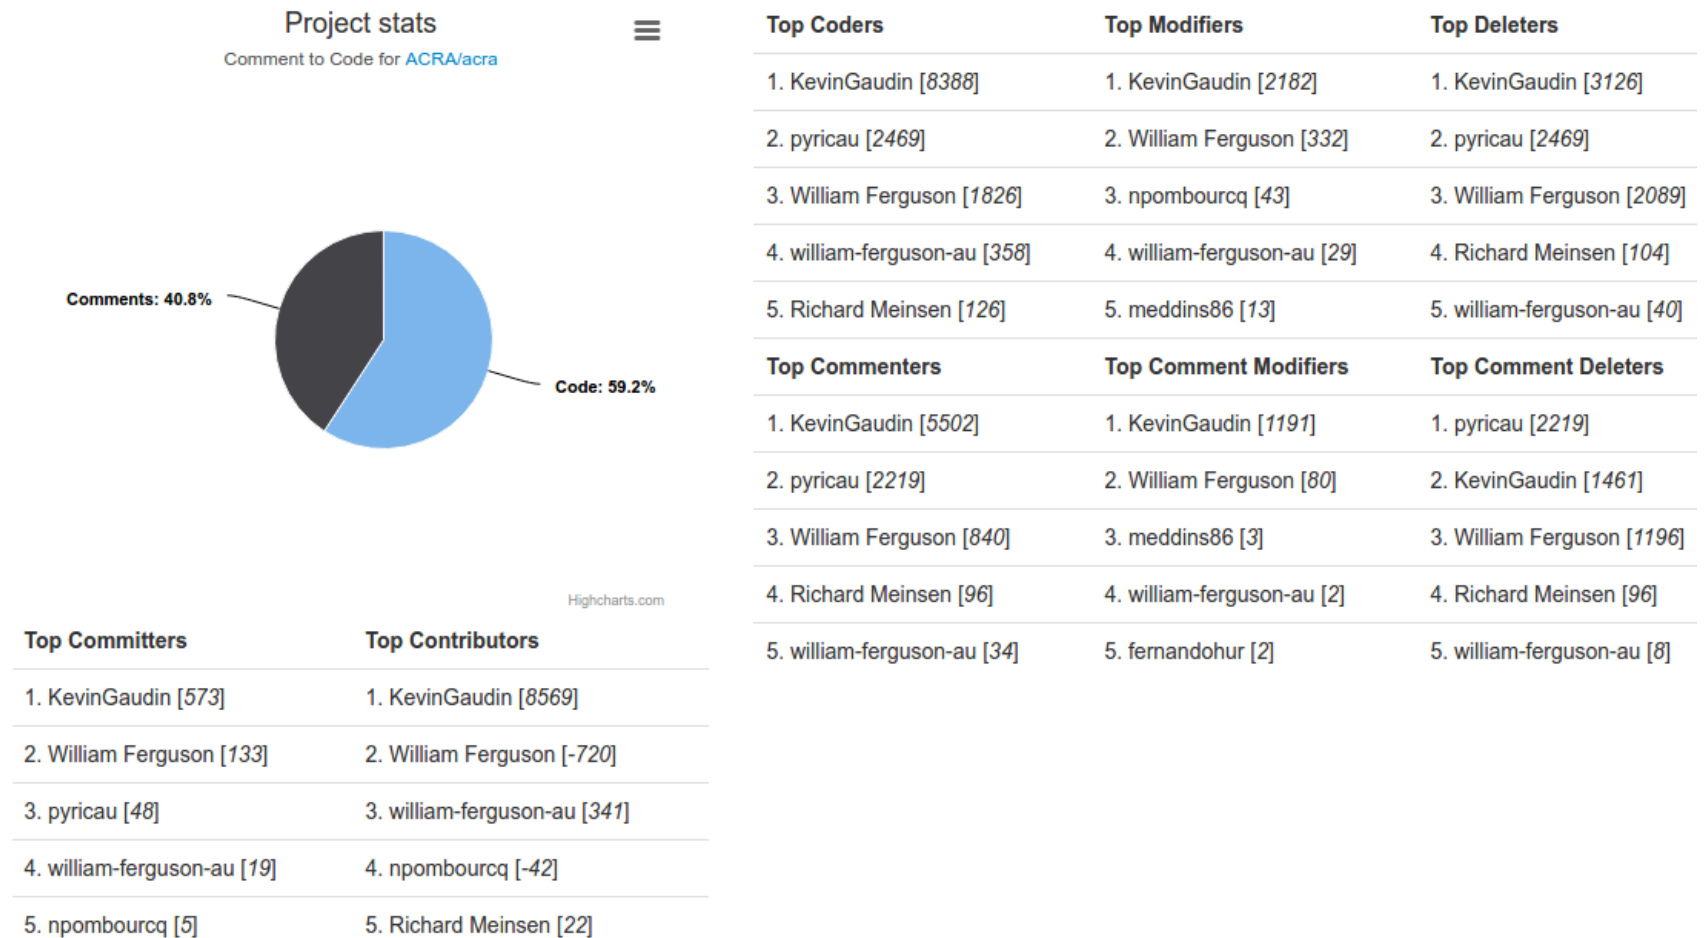 Project stats
Comment to Code for ACRA/acra
Comments: 40.8%
Code: 59.2%
Highcharts.com
Top Committers Top Contributors
1. KevinGaudin [573] 1. KevinGaudin [8569]
2. William Ferguson [133] 2. William Ferguson [-720]
3. pyricau [48] 3. william-ferguson-au [341]
4. william-ferguson-au [19] 4. npombourcq [-42]
5. npombourcq [5] 5. Richard Meinsen [22]
Top Coders Top Modifiers Top Deleters
1. KevinGaudin [8388] 1. KevinGaudin [2182] 1. KevinGaudin [3126]
2. pyricau [2469] 2. William Ferguson [332] 2. pyricau [2469]
3. William Ferguson [1826] 3. npombourcq [43] 3. William Ferguson [2089]
4. william-ferguson-au [358] 4. william-ferguson-au [29] 4. Richard Meinsen [104]
5. Richard Meinsen [126] 5. meddins86 [13] 5. william-ferguson-au [40]
Top Commenters Top Comment Modifiers Top Comment Deleters
1. KevinGaudin [5502] 1. KevinGaudin [1191] 1. pyricau [2219]
2. pyricau [2219] 2. William Ferguson [80] 2. KevinGaudin [1461]
3. William Ferguson [840] 3. meddins86 [3] 3. William Ferguson [1196]
4. Richard Meinsen [96] 4. william-ferguson-au [2] 4. Richard Meinsen [96]
5. william-ferguson-au [34] 5. fernandohur [2] 5. william-ferguson-au [8]